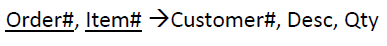 Order#, Item# →Customer#, Desc, Qty